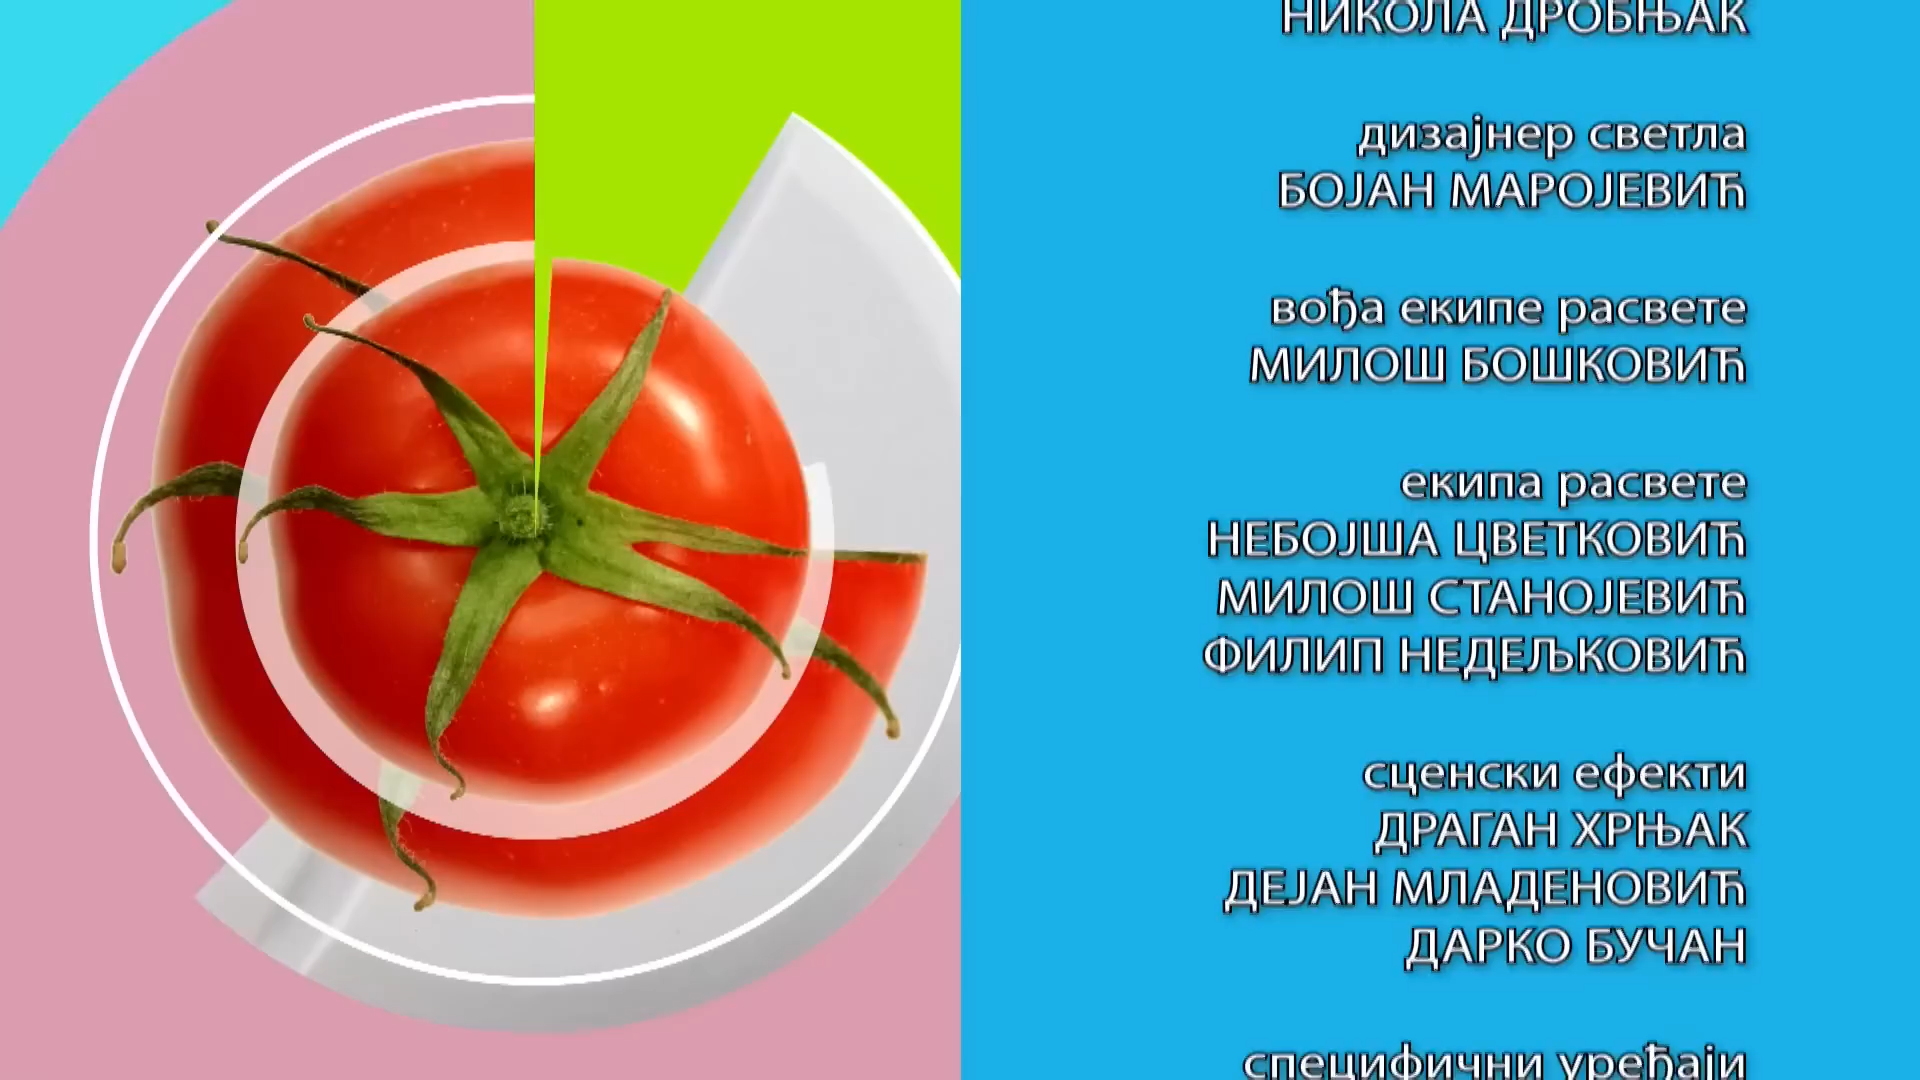 НИКОЛА ДРОБЊАК
дизајнер светла
БОЈАН МАРОЈЕВИЋ
вођа екипе расвете
МИЛОШ БОШКОВИЋ
екипа расвете
НЕБОЈША ЦВЕТКОВИЋ
МИЛОШ СТАНОЈЕВИЋ
ФИЛИП НЕДЕЉКОВИЋ
сценски ефекти
ДРАГАН ХРЊАК
ДЕЈАН МЛАДЕНОВИЋ
ДАРКО БУЧАН
специфични уређаји